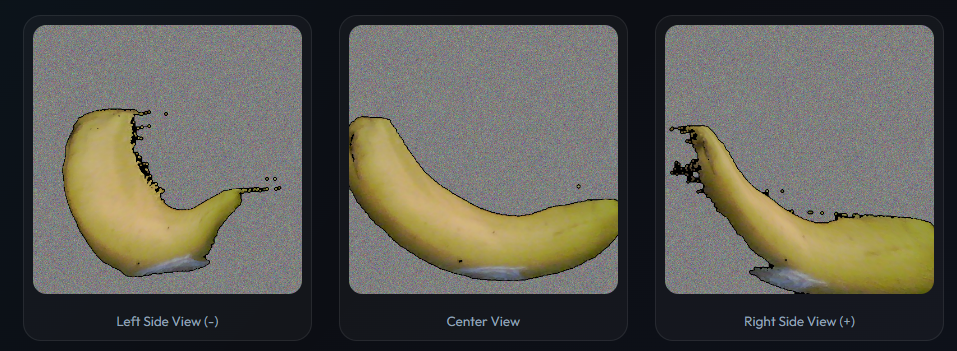 Left Side View (-)
Center View
Right Side View (+)